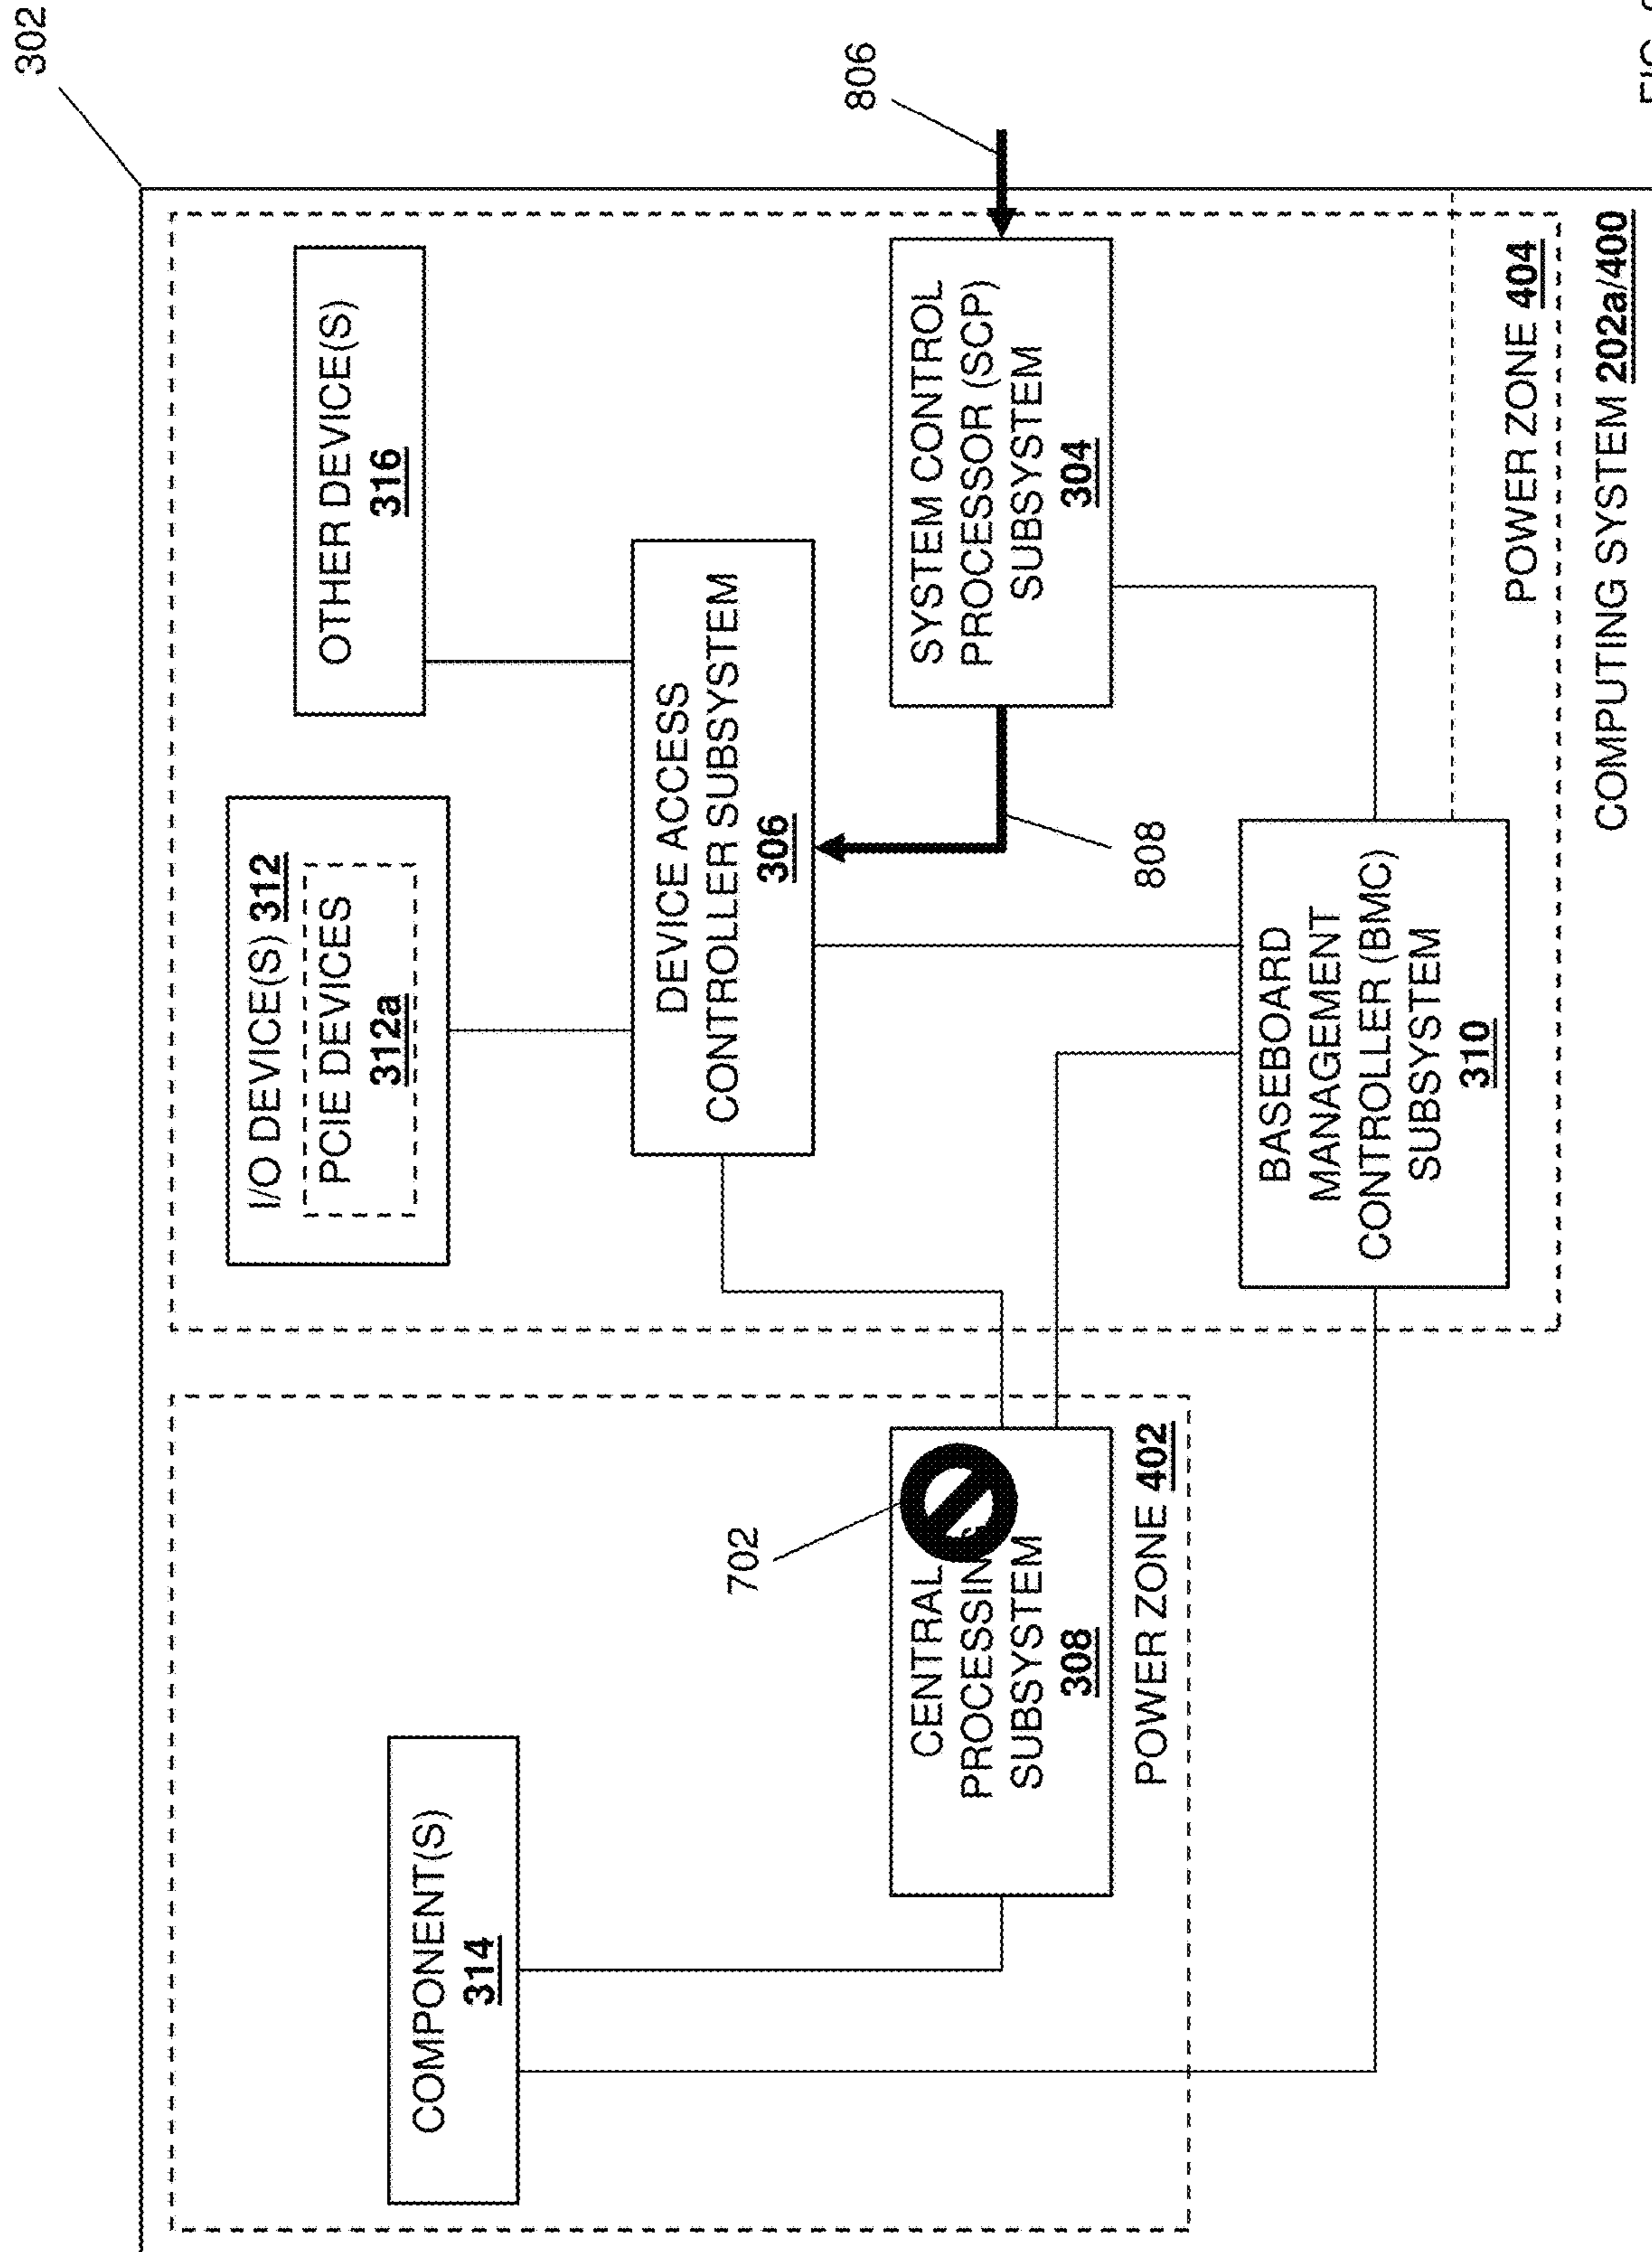 302
I/O DEVICE(S) 312
PCIE DEVICES
312a
OTHER DEVICE(S)
316
COMPONENT(S)
314
DEVICE ACCESS
CONTROLLER SUBSYSTEM
306
702
806
CENTRAL
PROCESSIN
SUBSYSTEM
308
SYSTEM CONTROL
PROCESSOR (SCP)
SUBSYSTEM
304
808
POWER ZONE 402
BASEBOARD
MANAGEMENT
CONTROLLER (BMC)
SUBSYSTEM
310
POWER ZONE 404
COMPUTING SYSTEM 202a/400
FIG.